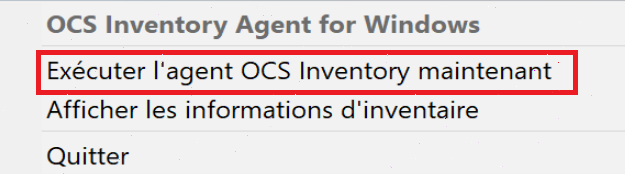 OCS Inventory Agent for Windows
Exécuter l'agent OCS Inventory maintenant
Afficher les informations d'inventaire
Quitter